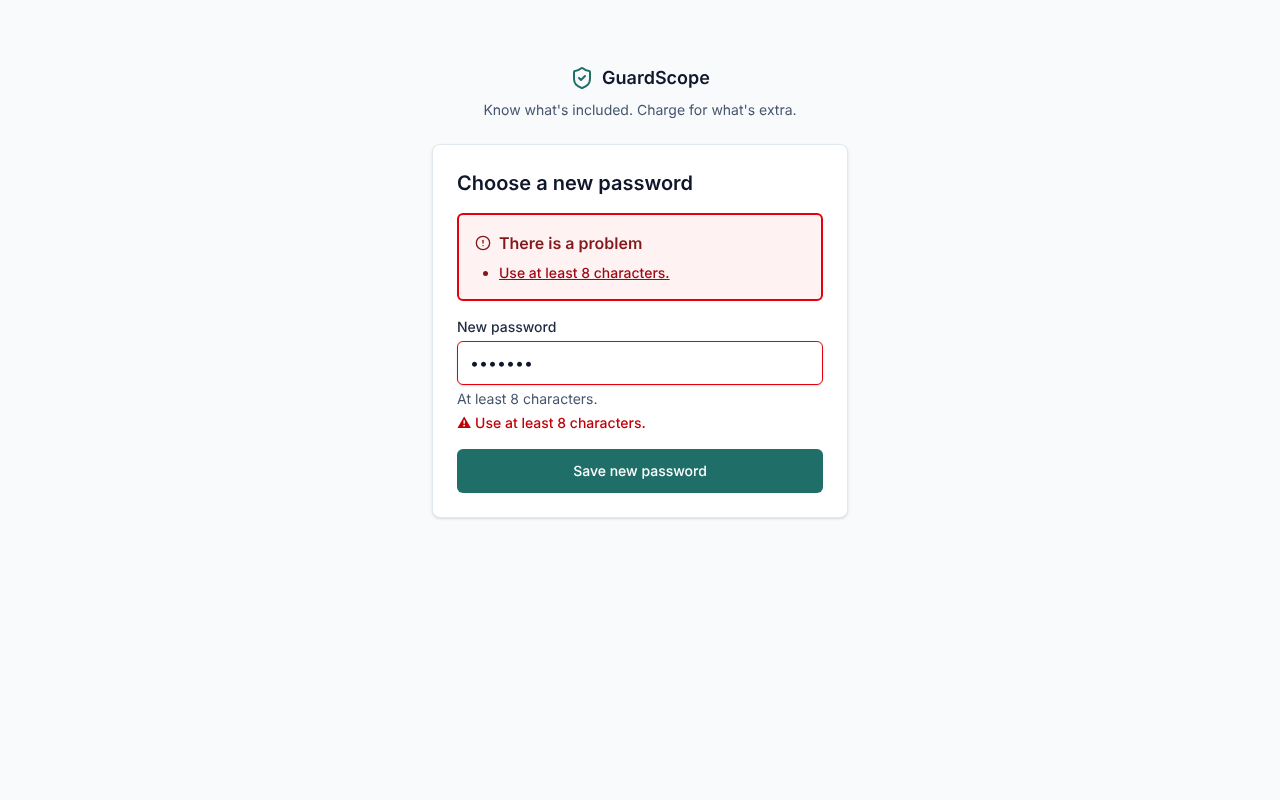 GuardScope
Know what's included. Charge for what's extra.
Choose a new password
There is a problem
• Use at least 8 characters.
New password
•••••••
At least 8 characters.
Use at least 8 characters.
Save new password